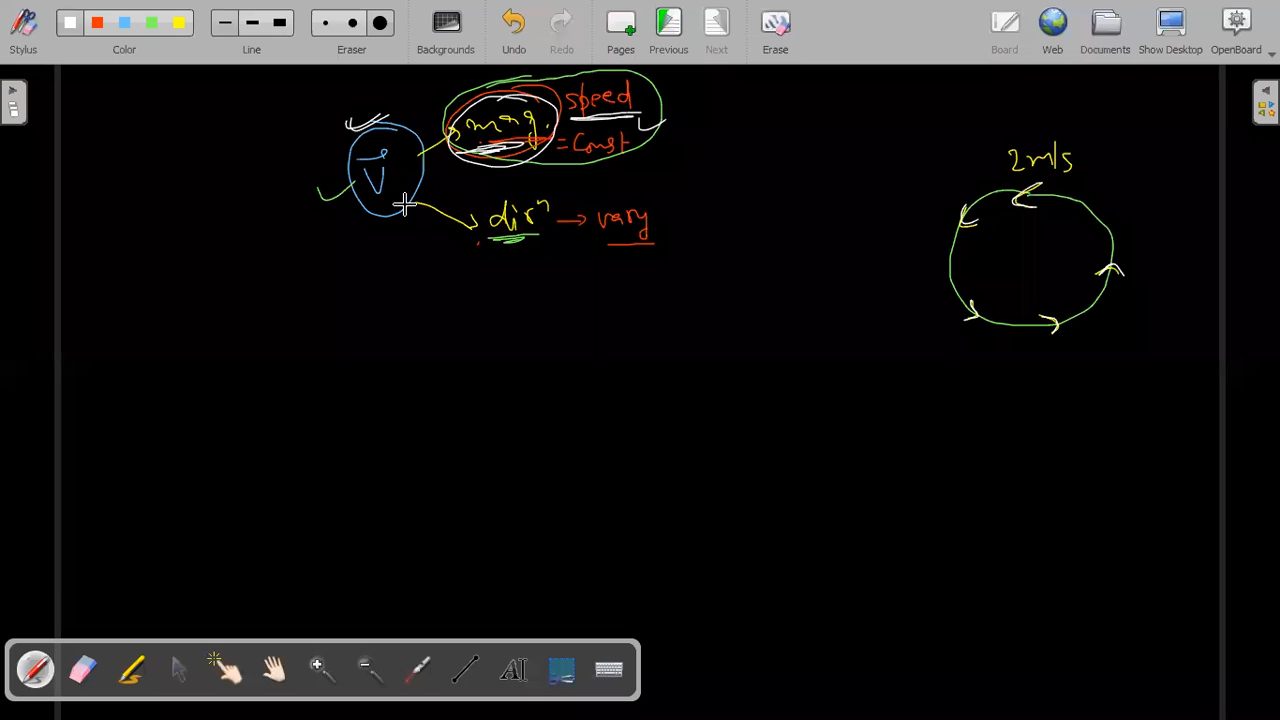 Stylus
Color
Line
Eraser
Backgrounds
Undo
Redo
Pages
Previous
Next
Erase
Board
Web
Documents
Show Desktop
OpenBoard
speed
mag. = Const
V
dirⁿ → vary
2m/s
AI